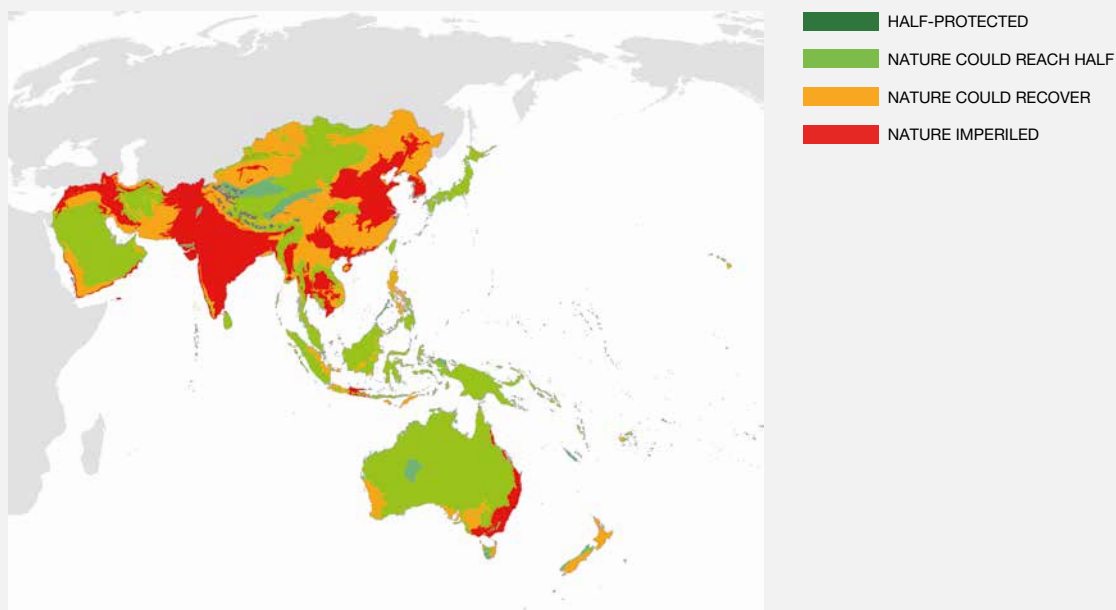 HALF-PROTECTED
NATURE COULD REACH HALF
NATURE COULD RECOVER
NATURE IMPERILED